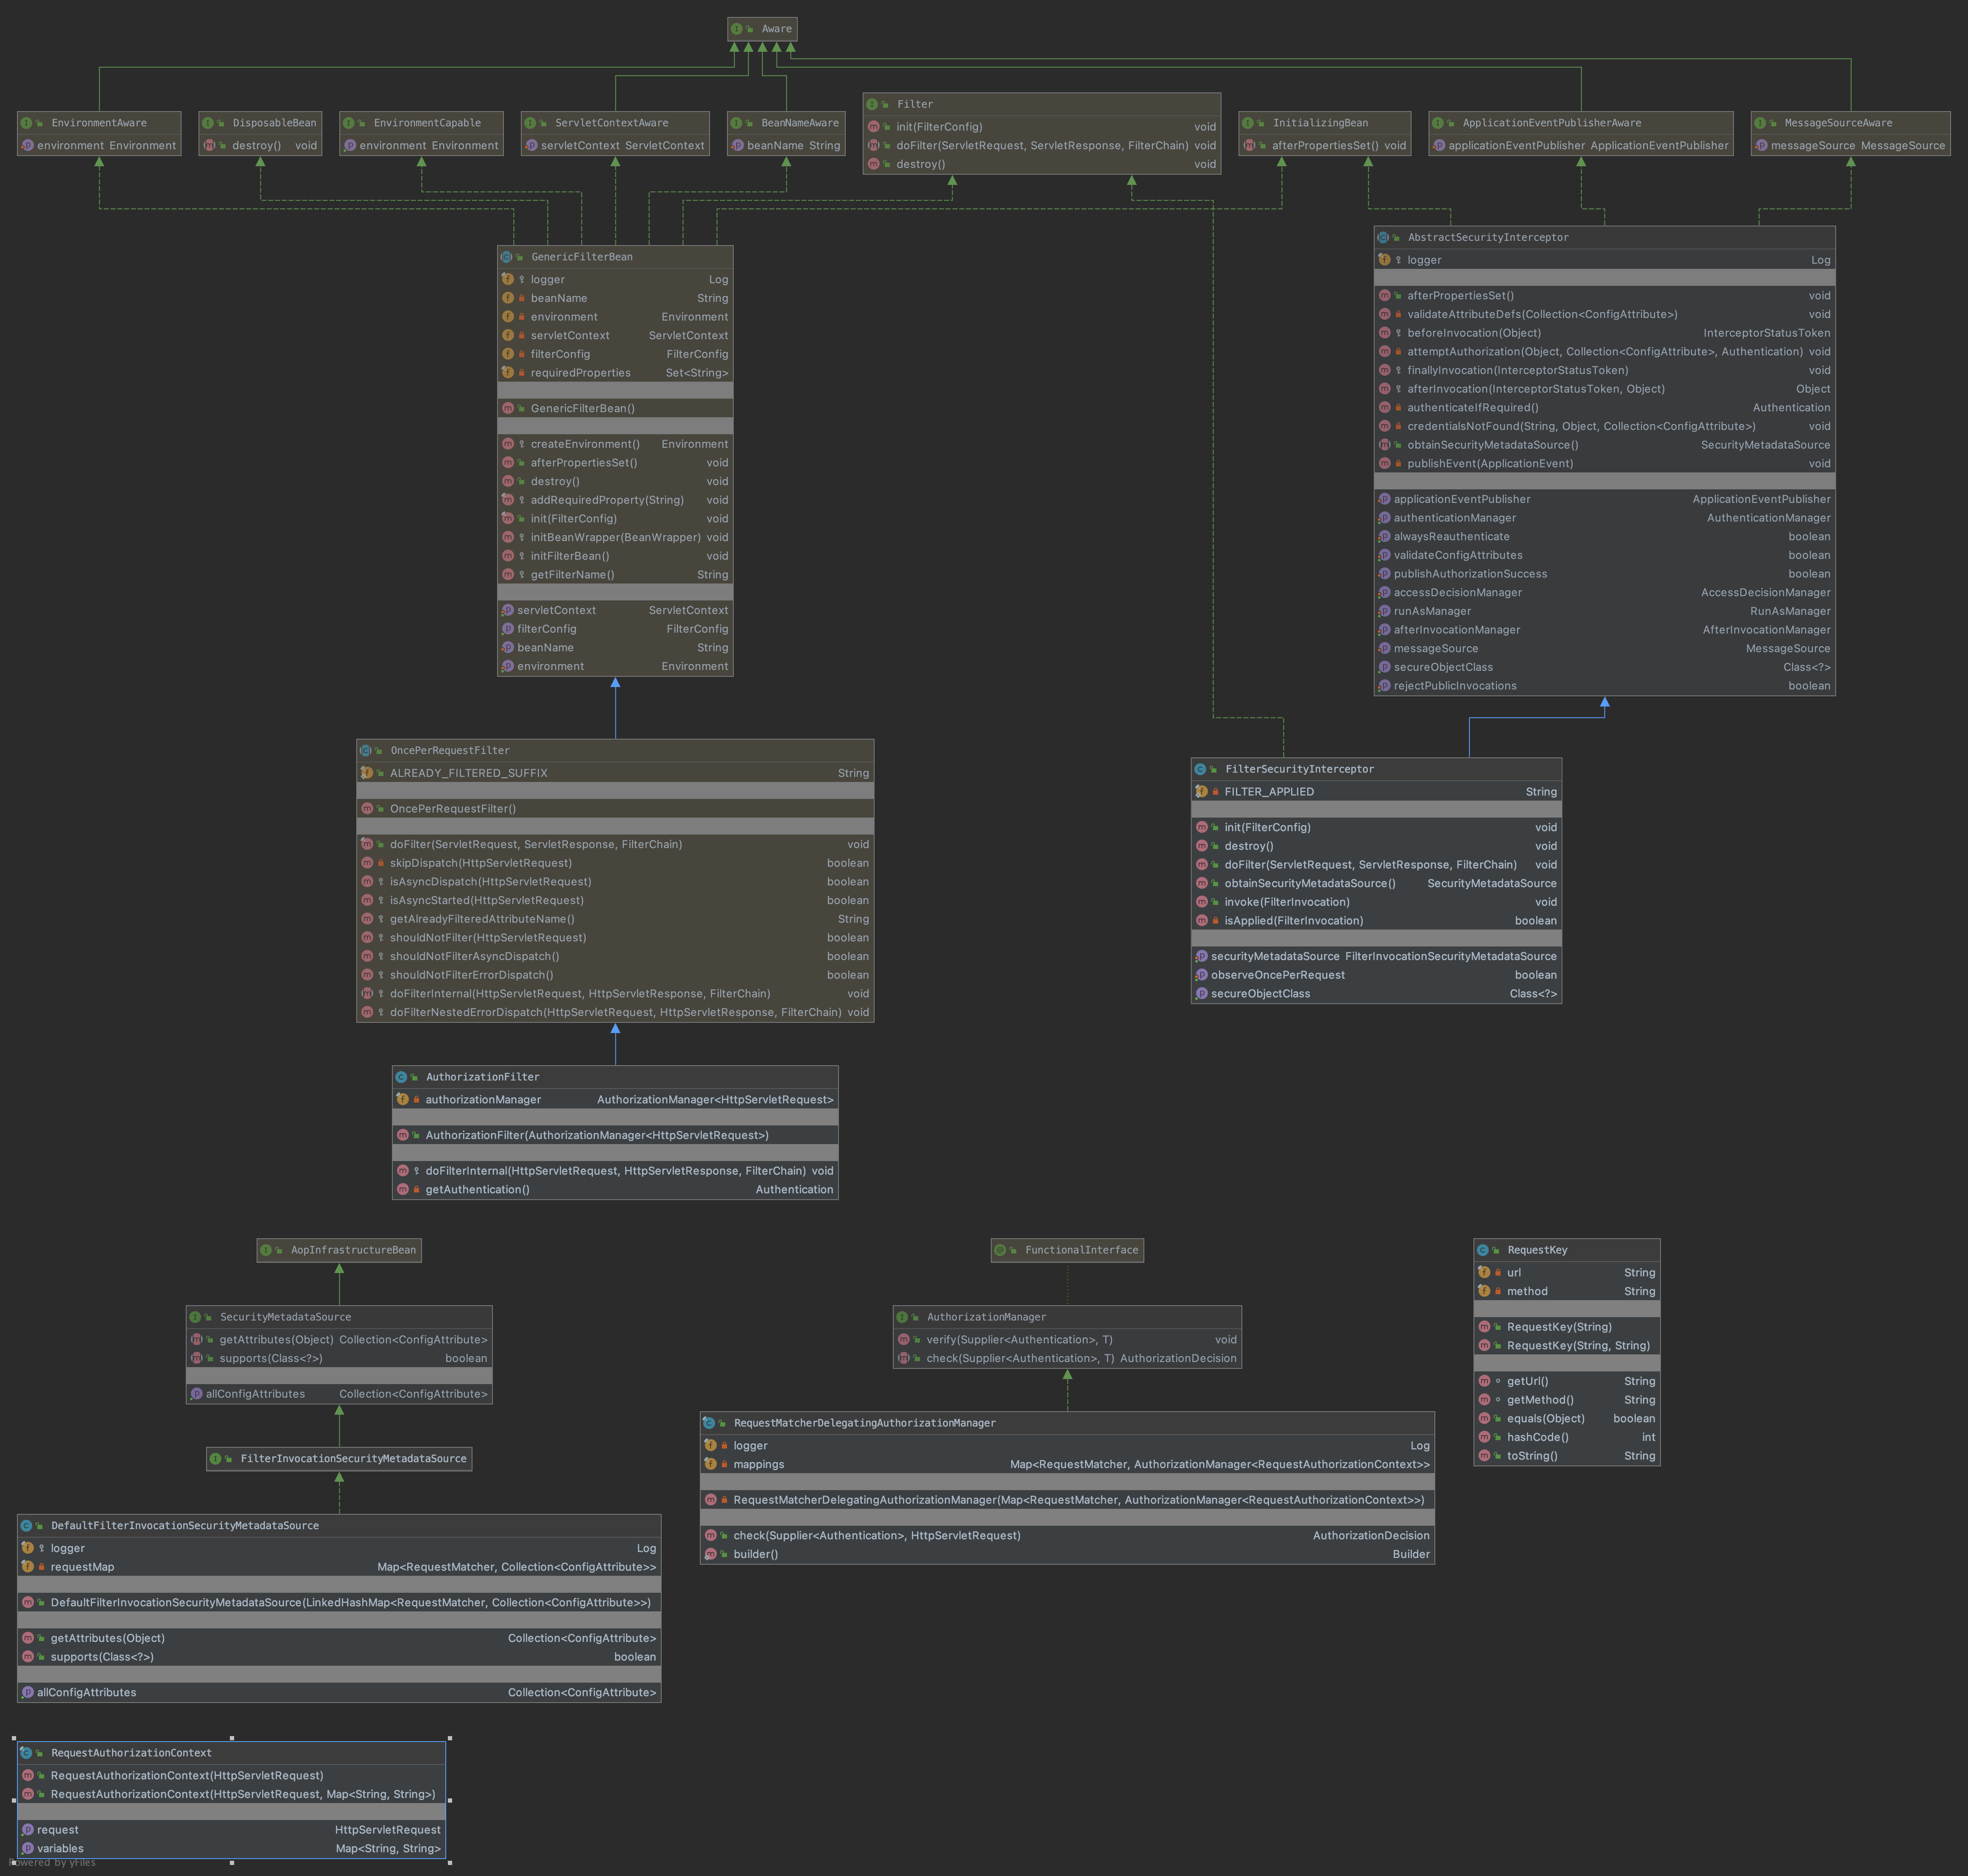 Aware
EnvironmentAware
environment Environment
DisposableBean
destroy() void
EnvironmentCapable
environment Environment
ServletContextAware
servletContext ServletContext
BeanNameAware
beanName String
Filter
init(FilterConfig) void
doFilter(ServletRequest, ServletResponse, FilterChain) void
destroy() void
InitializingBean
afterPropertiesSet() void
ApplicationEventPublisherAware
applicationEventPublisher ApplicationEventPublisher
MessageSourceAware
messageSource MessageSource
GenericFilterBean
logger Log
beanName String
environment Environment
servletContext ServletContext
filterConfig FilterConfig
requiredProperties Set<String>
GenericFilterBean()
createEnvironment() Environment
afterPropertiesSet() void
destroy() void
addRequiredProperty(String) void
init(FilterConfig) void
initBeanWrapper(BeanWrapper) void
initFilterBean() void
getFilterName() String
servletContext ServletContext
filterConfig FilterConfig
beanName String
environment Environment
AbstractSecurityInterceptor
logger Log
afterPropertiesSet() void
validateAttributeDefs(Collection<ConfigAttribute>) void
beforeInvocation(Object) InterceptorStatusToken
attemptAuthorization(Object, Collection<ConfigAttribute>, Authentication) void
finallyInvocation(InterceptorStatusToken) void
afterInvocation(InterceptorStatusToken, Object) Object
authenticateIfRequired() Authentication
credentialsNotFound(String, Object, Collection<ConfigAttribute>) void
obtainSecurityMetadataSource() SecurityMetadataSource
publishEvent(ApplicationEvent) void
applicationEventPublisher ApplicationEventPublisher
authenticationManager AuthenticationManager
alwaysReauthenticate boolean
validateConfigAttributes boolean
publishAuthorizationSuccess boolean
accessDecisionManager AccessDecisionManager
runAsManager RunAsManager
afterInvocationManager AfterInvocationManager
messageSource MessageSource
secureObjectClass Class<?>
rejectPublicInvocations boolean
OncePerRequestFilter
ALREADY_FILTERED_SUFFIX String
OncePerRequestFilter()
doFilter(ServletRequest, ServletResponse, FilterChain) void
skipDispatch(HttpServletRequest) boolean
isAsyncDispatch(HttpServletRequest) boolean
isAsyncStarted(HttpServletRequest) boolean
getAlreadyFilteredAttributeName() String
shouldNotFilter(HttpServletRequest) boolean
shouldNotFilterAsyncDispatch() boolean
shouldNotFilterErrorDispatch() boolean
doFilterInternal(HttpServletRequest, HttpServletResponse, FilterChain) void
doFilterNestedErrorDispatch(HttpServletRequest, HttpServletResponse, FilterChain) void
FilterSecurityInterceptor
FILTER_APPLIED String
init(FilterConfig) void
destroy() void
doFilter(ServletRequest, ServletResponse, FilterChain) void
obtainSecurityMetadataSource() SecurityMetadataSource
invoke(FilterInvocation) void
isApplied(FilterInvocation) boolean
securityMetadataSource FilterInvocationSecurityMetadataSource
observeOncePerRequest boolean
secureObjectClass Class<?>
AuthorizationFilter
authorizationManager AuthorizationManager<HttpServletRequest>
AuthorizationFilter(AuthorizationManager<HttpServletRequest>)
doFilterInternal(HttpServletRequest, HttpServletResponse, FilterChain) void
getAuthentication() Authentication
AopInfrastructureBean
SecurityMetadataSource
getAttributes(Object) Collection<ConfigAttribute>
supports(Class<?>) boolean
allConfigAttributes Collection<ConfigAttribute>
FilterInvocationSecurityMetadataSource
DefaultFilterInvocationSecurityMetadataSource
logger Log
requestMap Map<RequestMatcher, Collection<ConfigAttribute>>
DefaultFilterInvocationSecurityMetadataSource(LinkedHashMap<RequestMatcher, Collection<ConfigAttribute>>)
getAttributes(Object) Collection<ConfigAttribute>
supports(Class<?>) boolean
allConfigAttributes Collection<ConfigAttribute>
FunctionalInterface
AuthorizationManager
verify(Supplier<Authentication>, T) void
check(Supplier<Authentication>, T) AuthorizationDecision
RequestMatcherDelegatingAuthorizationManager
logger Log
mappings Map<RequestMatcher, AuthorizationManager<RequestAuthorizationContext>>
RequestMatcherDelegatingAuthorizationManager(Map<RequestMatcher, AuthorizationManager<RequestAuthorizationContext>>)
check(Supplier<Authentication>, HttpServletRequest) AuthorizationDecision
builder() Builder
RequestKey
url String
method String
RequestKey(String)
RequestKey(String, String)
getUrl() String
getMethod() String
equals(Object) boolean
hashCode() int
toString() String
RequestAuthorizationContext
RequestAuthorizationContext(HttpServletRequest)
RequestAuthorizationContext(HttpServletRequest, Map<String, String>)
request HttpServletRequest
variables Map<String, String>
Powered by yFiles